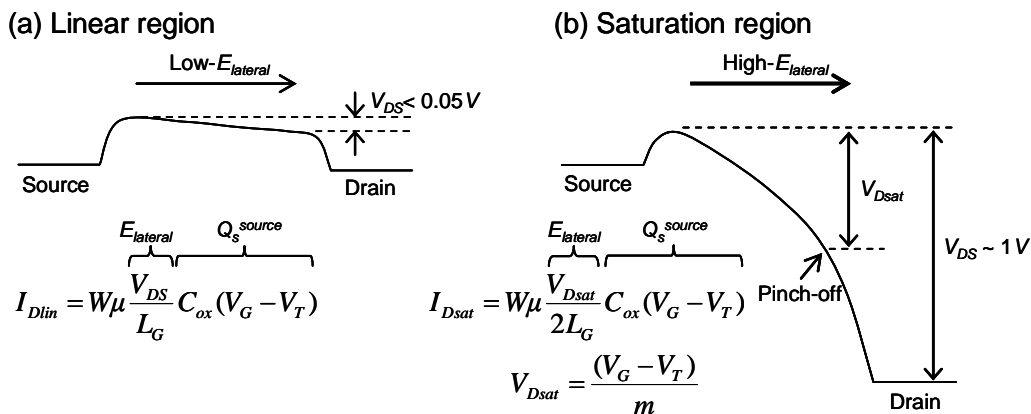 (a) Linear region
Low-E_lateral
V_DS < 0.05 V
Source
Drain
E_lateral Q_s^source
I_Dlin = Wμ V_DS/L_G C_ox (V_G − V_T)
(b) Saturation region
High-E_lateral
Source
V_Dsat
V_DS ~ 1 V
Pinch-off
Drain
E_lateral Q_s^source
I_Dsat = Wμ V_Dsat/2L_G C_ox (V_G − V_T)
V_Dsat = (V_G − V_T)/m